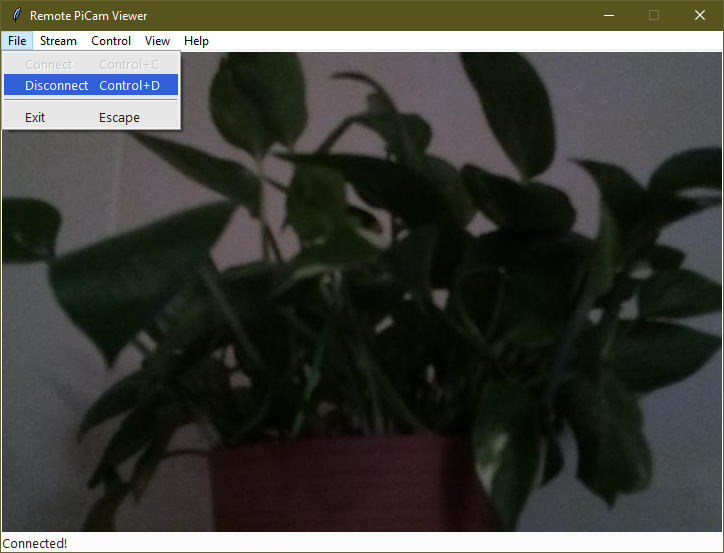 Remote PiCam Viewer
File Stream Control View Help
Connect Control+C
Disconnect Control+D
Exit Escape
Connected!